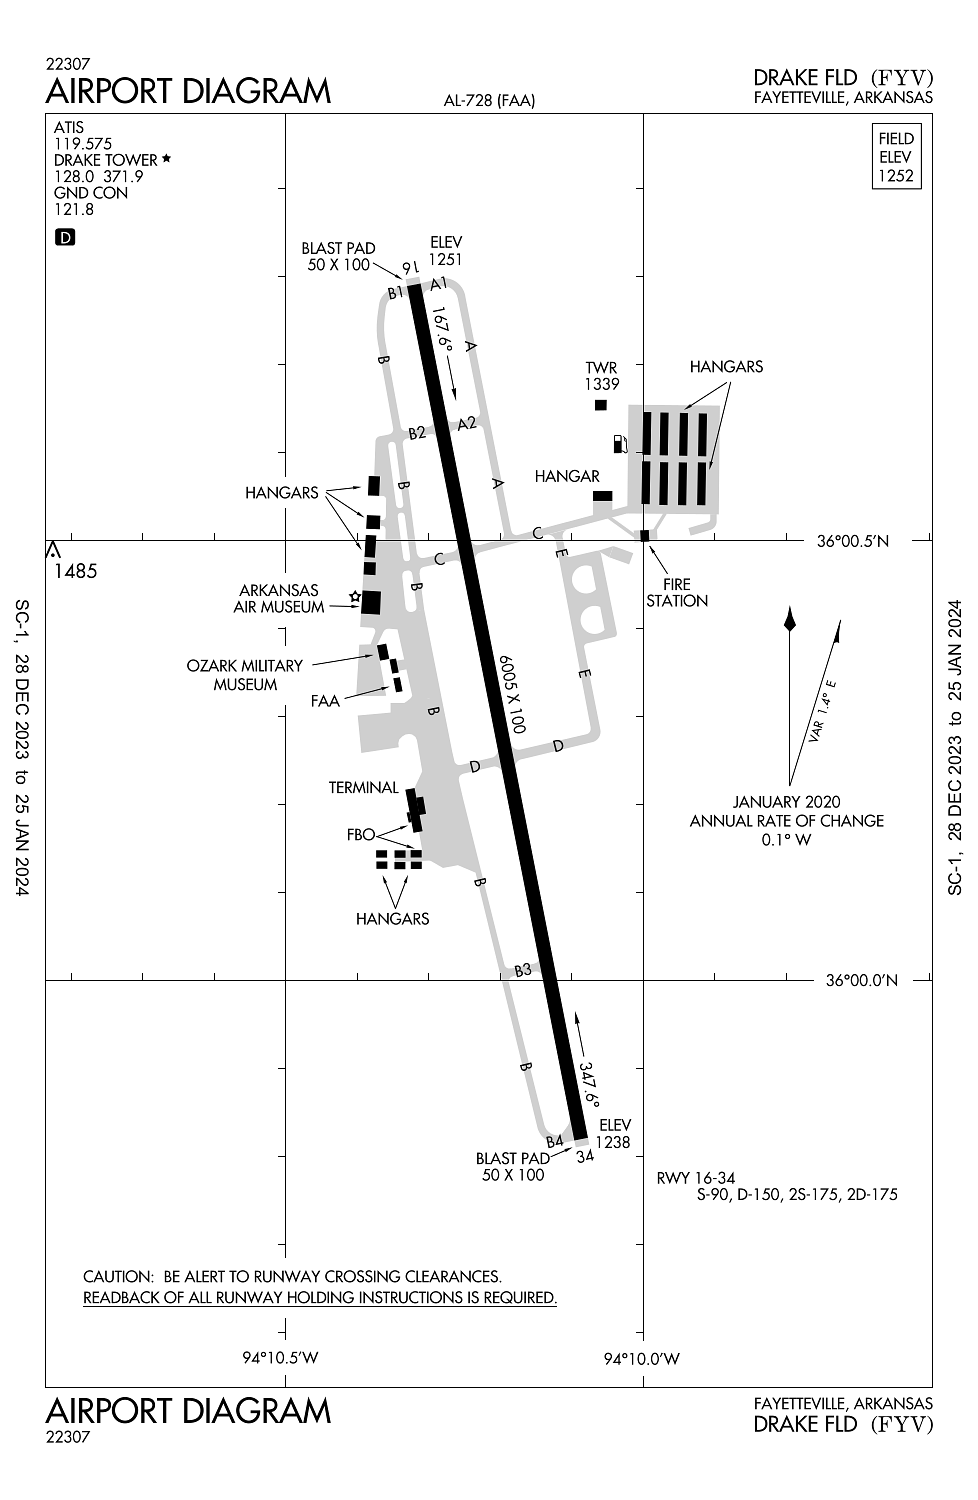 22307
AIRPORT DIAGRAM
AL-728 (FAA)
DRAKE FLD (FYV)
FAYETTEVILLE, ARKANSAS
ATIS
119.575
DRAKE TOWER ★
128.0 371.9
GND CON
121.8
D
FIELD
ELEV
1252
BLAST PAD
50 X 100
16
ELEV
1251
B1
A1
167.6°
A
B
TWR
1339
HANGARS
B2
A2
HANGAR
HANGARS
B
A
C
36°00.5'N
C
E
1485
ARKANSAS
AIR MUSEUM
B
FIRE
STATION
OZARK MILITARY
MUSEUM
FAA
6005 X 100
E
B
VAR 1.4° E
D
D
TERMINAL
FBO
JANUARY 2020
ANNUAL RATE OF CHANGE
0.1° W
B
HANGARS
B3
36°00.0'N
B
347.6°
ELEV
1238
B4
34
BLAST PAD
50 X 100
RWY 16-34
S-90, D-150, 2S-175, 2D-175
CAUTION: BE ALERT TO RUNWAY CROSSING CLEARANCES.
READBACK OF ALL RUNWAY HOLDING INSTRUCTIONS IS REQUIRED.
94°10.5'W
94°10.0'W
SC-1, 28 DEC 2023 to 25 JAN 2024
SC-1, 28 DEC 2023 to 25 JAN 2024
AIRPORT DIAGRAM
22307
FAYETTEVILLE, ARKANSAS
DRAKE FLD (FYV)